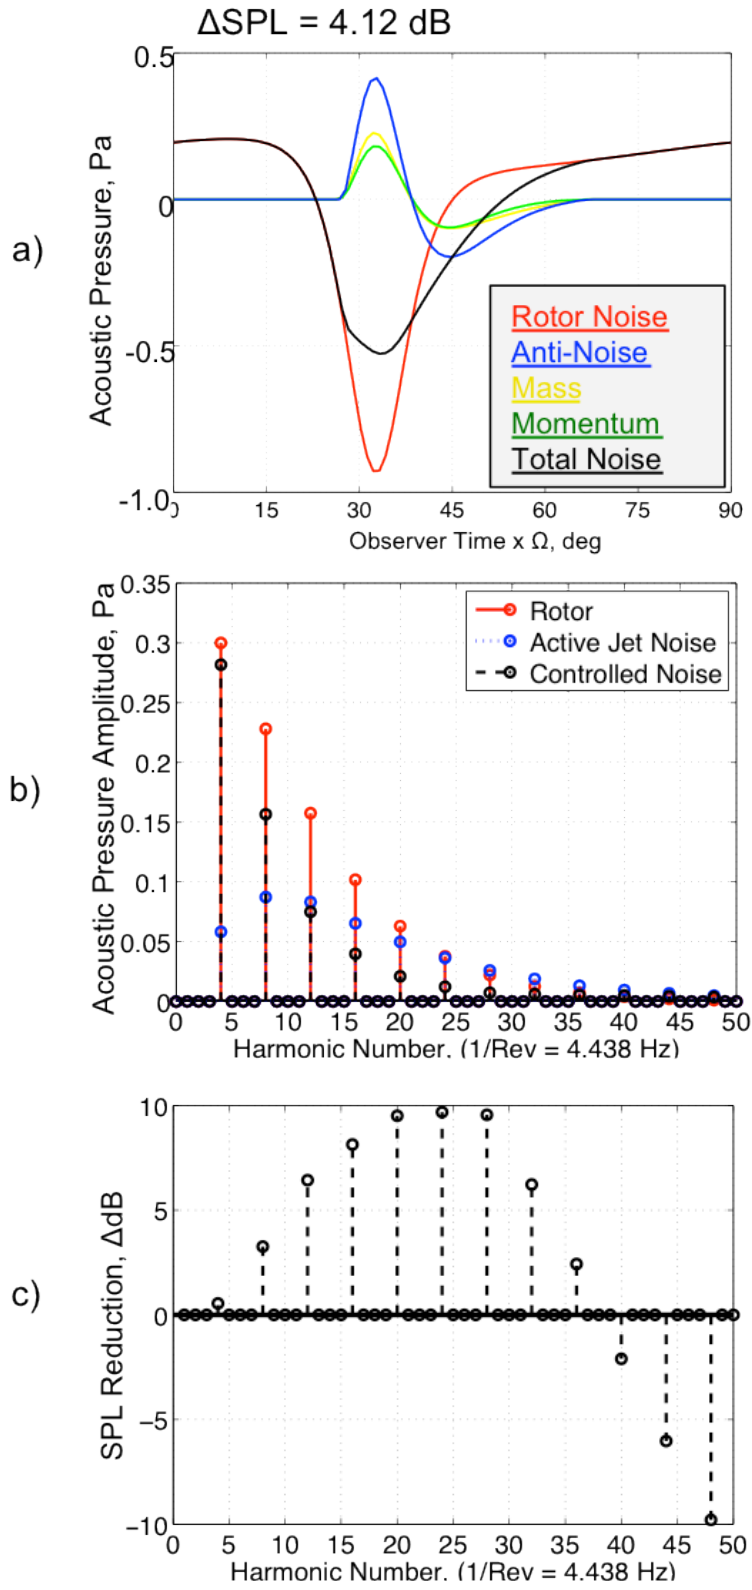 ΔSPL = 4.12 dB
a)
Acoustic Pressure, Pa
0.5
0
-0.5
-1.0
Rotor Noise
Anti-Noise
Mass
Momentum
Total Noise
0 15 30 45 60 75 90
Observer Time x Ω, deg
b)
Acoustic Pressure Amplitude, Pa
0.35
0.3
0.25
0.2
0.15
0.1
0.05
0
Rotor
Active Jet Noise
Controlled Noise
0 5 10 15 20 25 30 35 40 45 50
Harmonic Number, (1/Rev = 4.438 Hz)
c)
SPL Reduction, ΔdB
10
5
0
−5
−10
0 5 10 15 20 25 30 35 40 45 50
Harmonic Number, (1/Rev = 4.438 Hz)